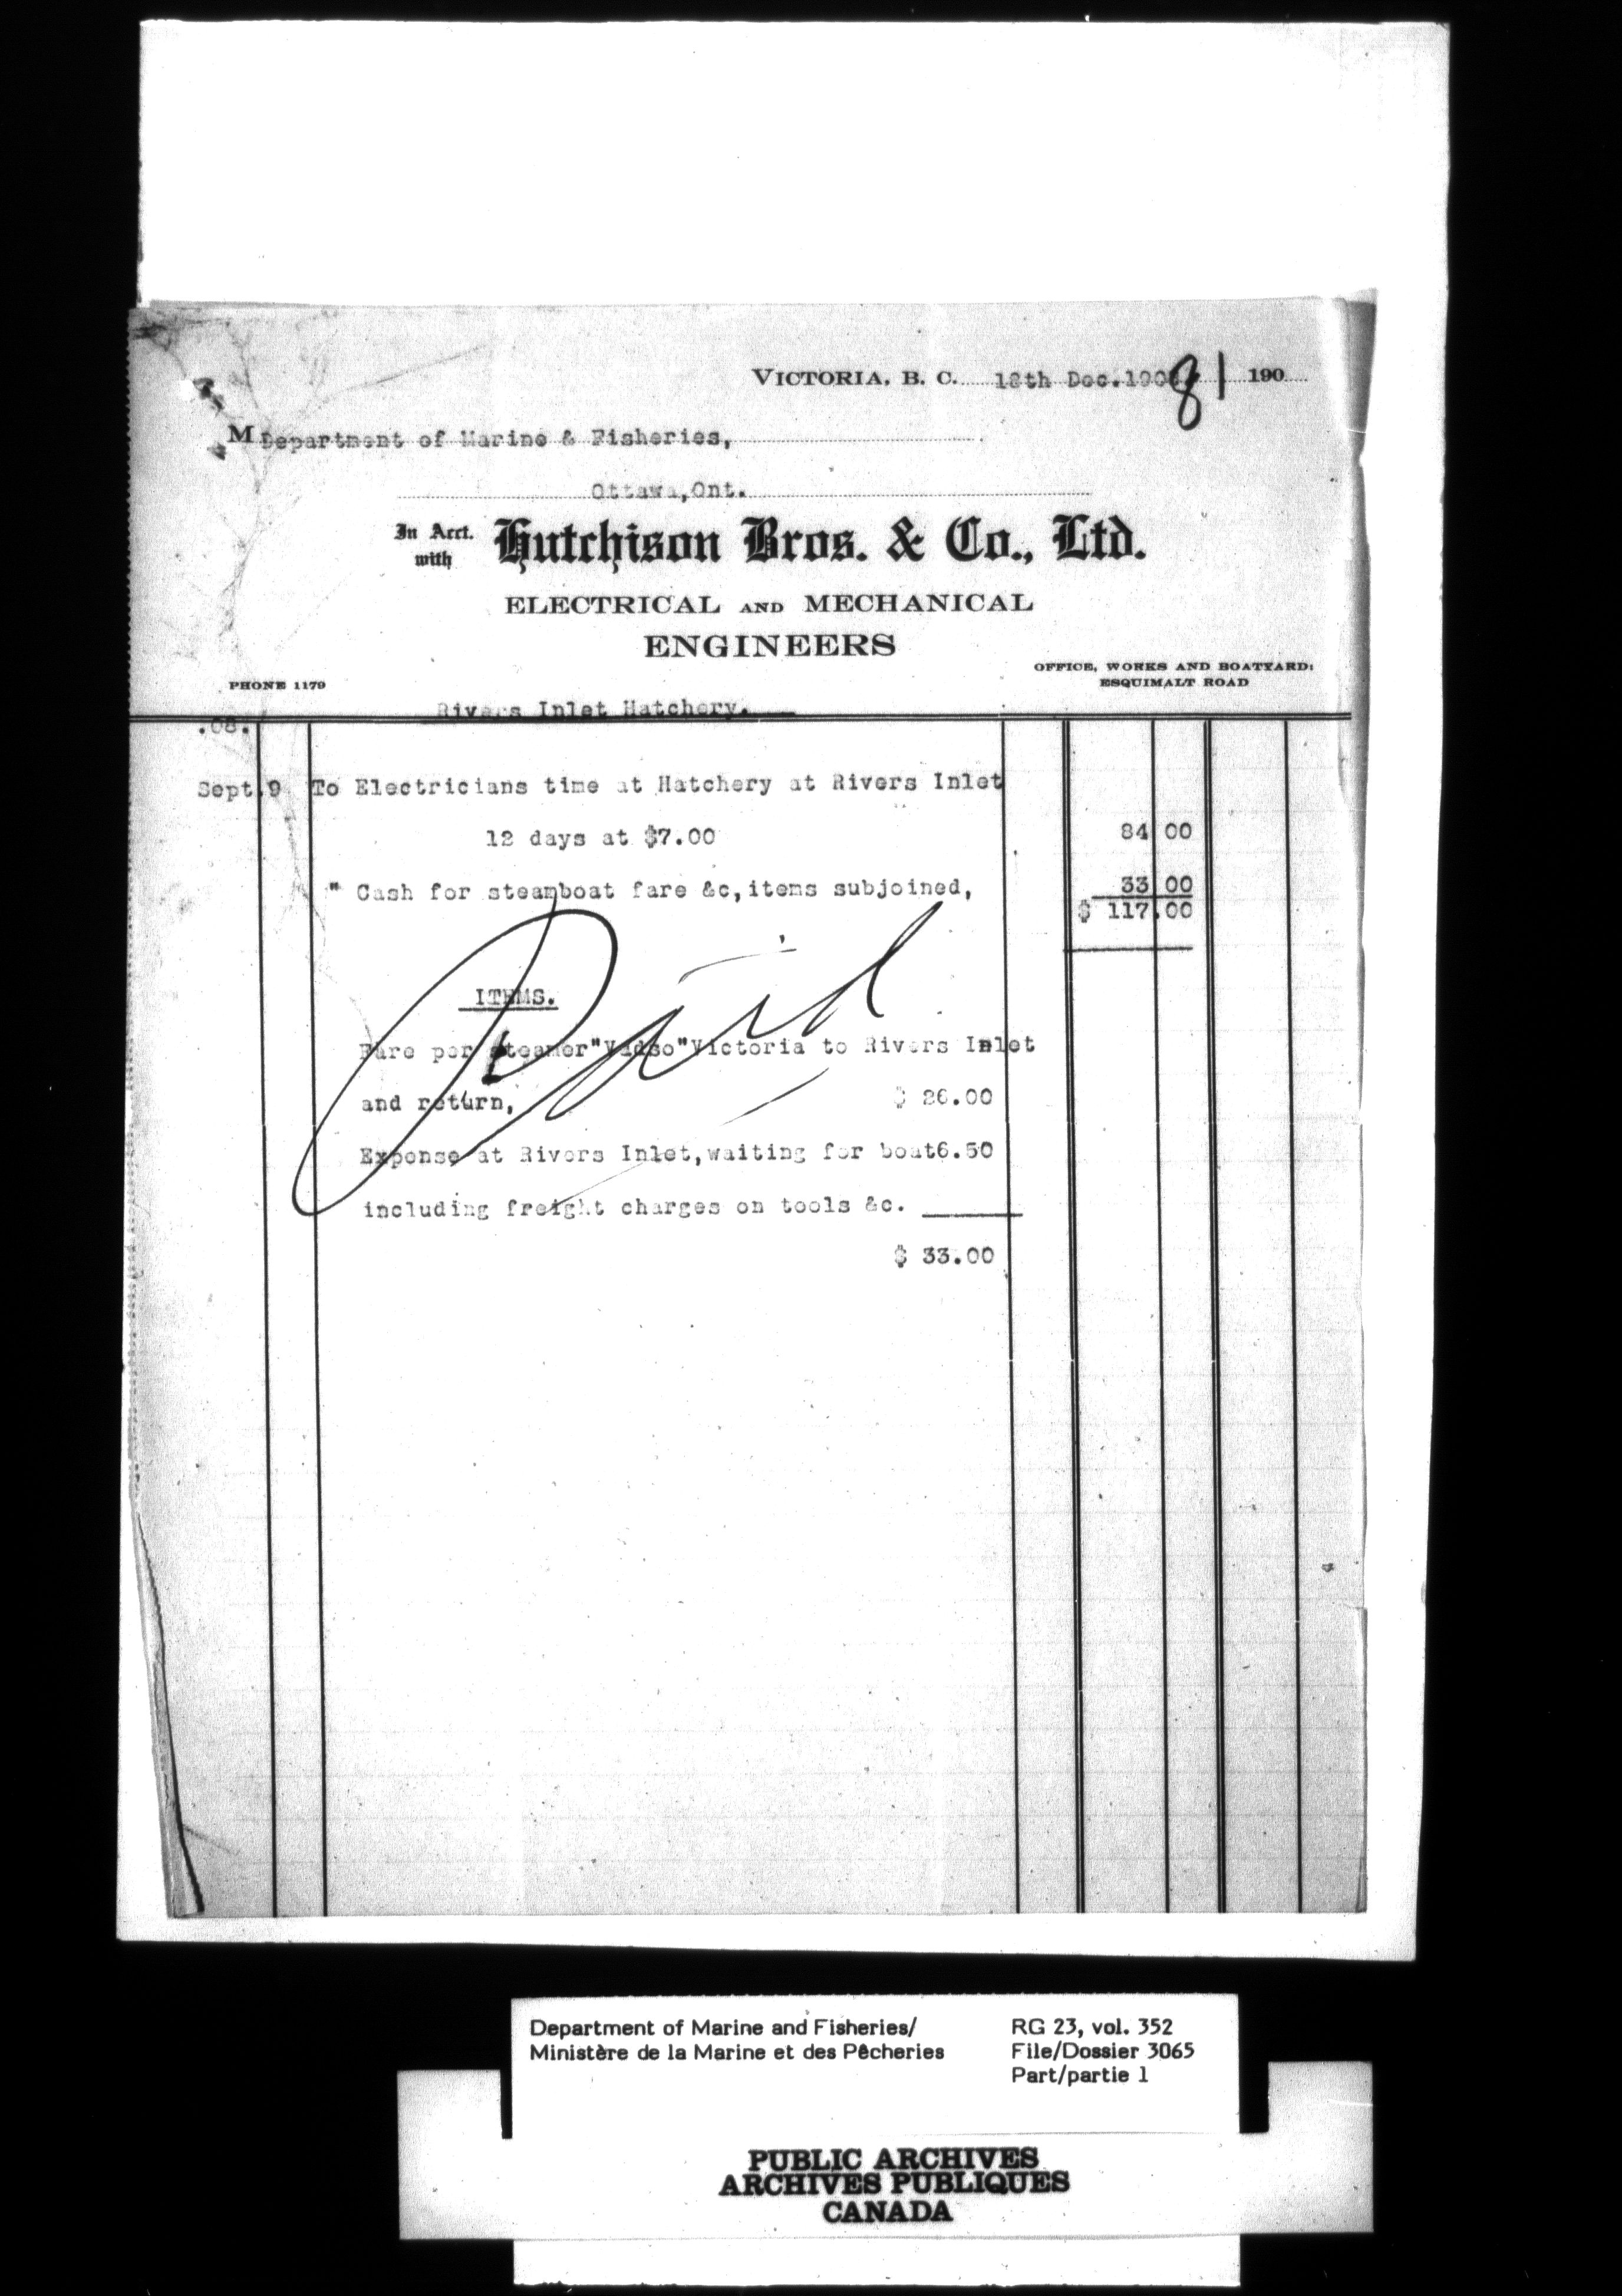 VICTORIA, B. C. 18th Dec.1908 190
M Department of Marine & Fisheries,
Ottawa,Ont.
In Acct. with Hutchison Bros. & Co., Ltd.
ELECTRICAL AND MECHANICAL
ENGINEERS
OFFICE, WORKS AND BOATYARD:
ESQUIMALT ROAD
PHONE 1179
Rivers Inlet Hatchery.
.08.
Sept.9 To Electricians time at Hatchery at Rivers Inlet
12 days at $7.00 84 00
" Cash for steamboat fare &c,items subjoined, 33 00
$ 117.00
Paid
ITEMS.
Fare per steamer"Vadso"Victoria to Rivers Inlet
and return, $ 26.00
Expense at Rivers Inlet,waiting for boat6.50
including freight charges on tools &c.
$ 33.00
Department of Marine and Fisheries/ RG 23, vol. 352
Ministère de la Marine et des Pêcheries File/Dossier 3065
Part/partie 1
PUBLIC ARCHIVES
ARCHIVES PUBLIQUES
CANADA